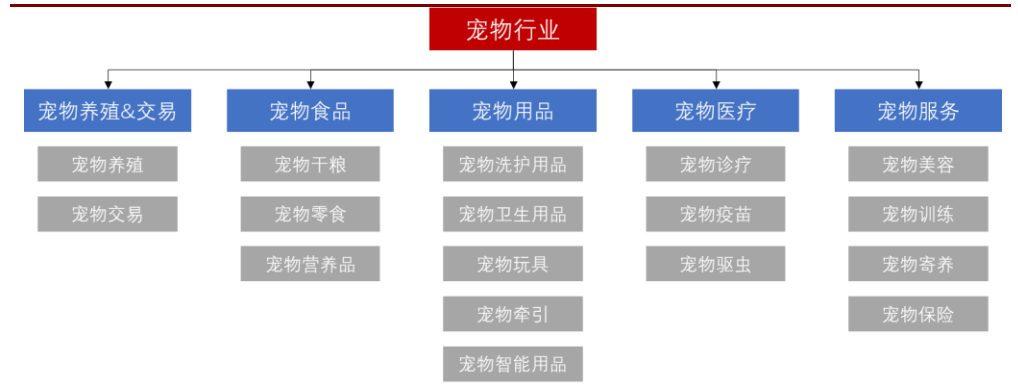 宠物行业
宠物养殖&交易
宠物食品
宠物用品
宠物医疗
宠物服务
宠物养殖
宠物干粮
宠物洗护用品
宠物诊疗
宠物美容
宠物交易
宠物零食
宠物卫生用品
宠物疫苗
宠物训练
宠物营养品
宠物玩具
宠物驱虫
宠物寄养
宠物牵引
宠物保险
宠物智能用品